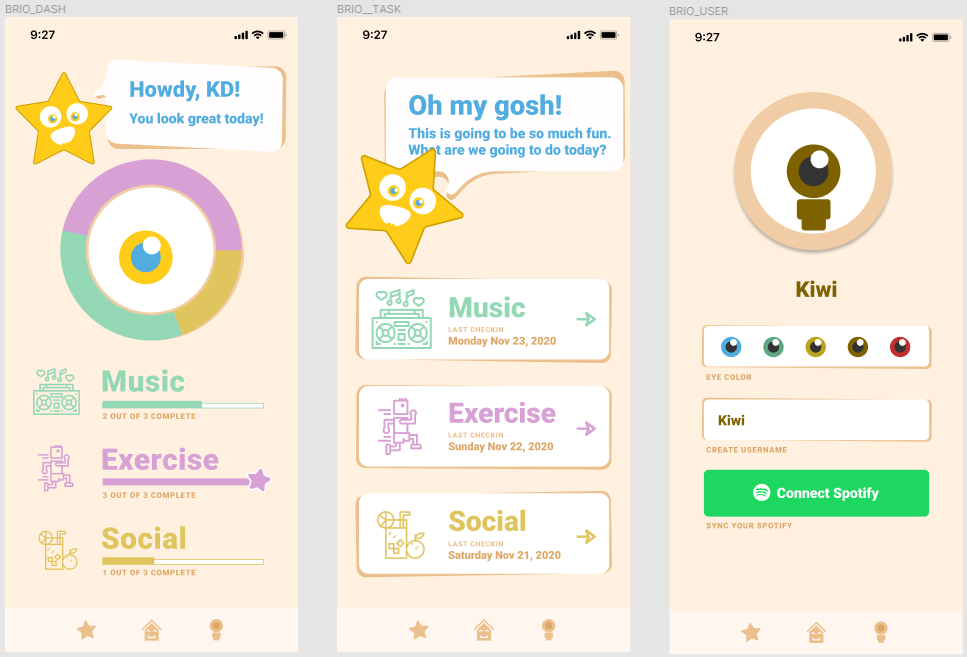 BRIO_DASH
9:27
Howdy, KD!
You look great today!
Music
2 OUT OF 3 COMPLETE
Exercise
3 OUT OF 3 COMPLETE
Social
1 OUT OF 3 COMPLETE
BRIO__TASK
9:27
Oh my gosh!
This is going to be so much fun.
What are we going to do today?
Music
LAST CHECKIN
Monday Nov 23, 2020
Exercise
LAST CHECKIN
Sunday Nov 22, 2020
Social
LAST CHECKIN
Saturday Nov 21, 2020
BRIO_USER
9:27
Kiwi
EYE COLOR
Kiwi
CREATE USERNAME
Connect Spotify
SYNC YOUR SPOTIFY